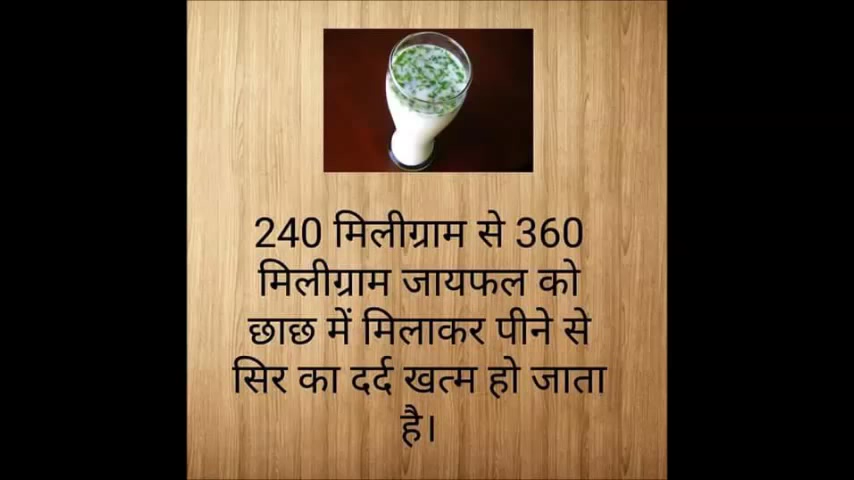 240 मिलीग्राम से 360
मिलीग्राम जायफल को
छाछ में मिलाकर पीने से
सिर का दर्द खत्म हो जाता
है।